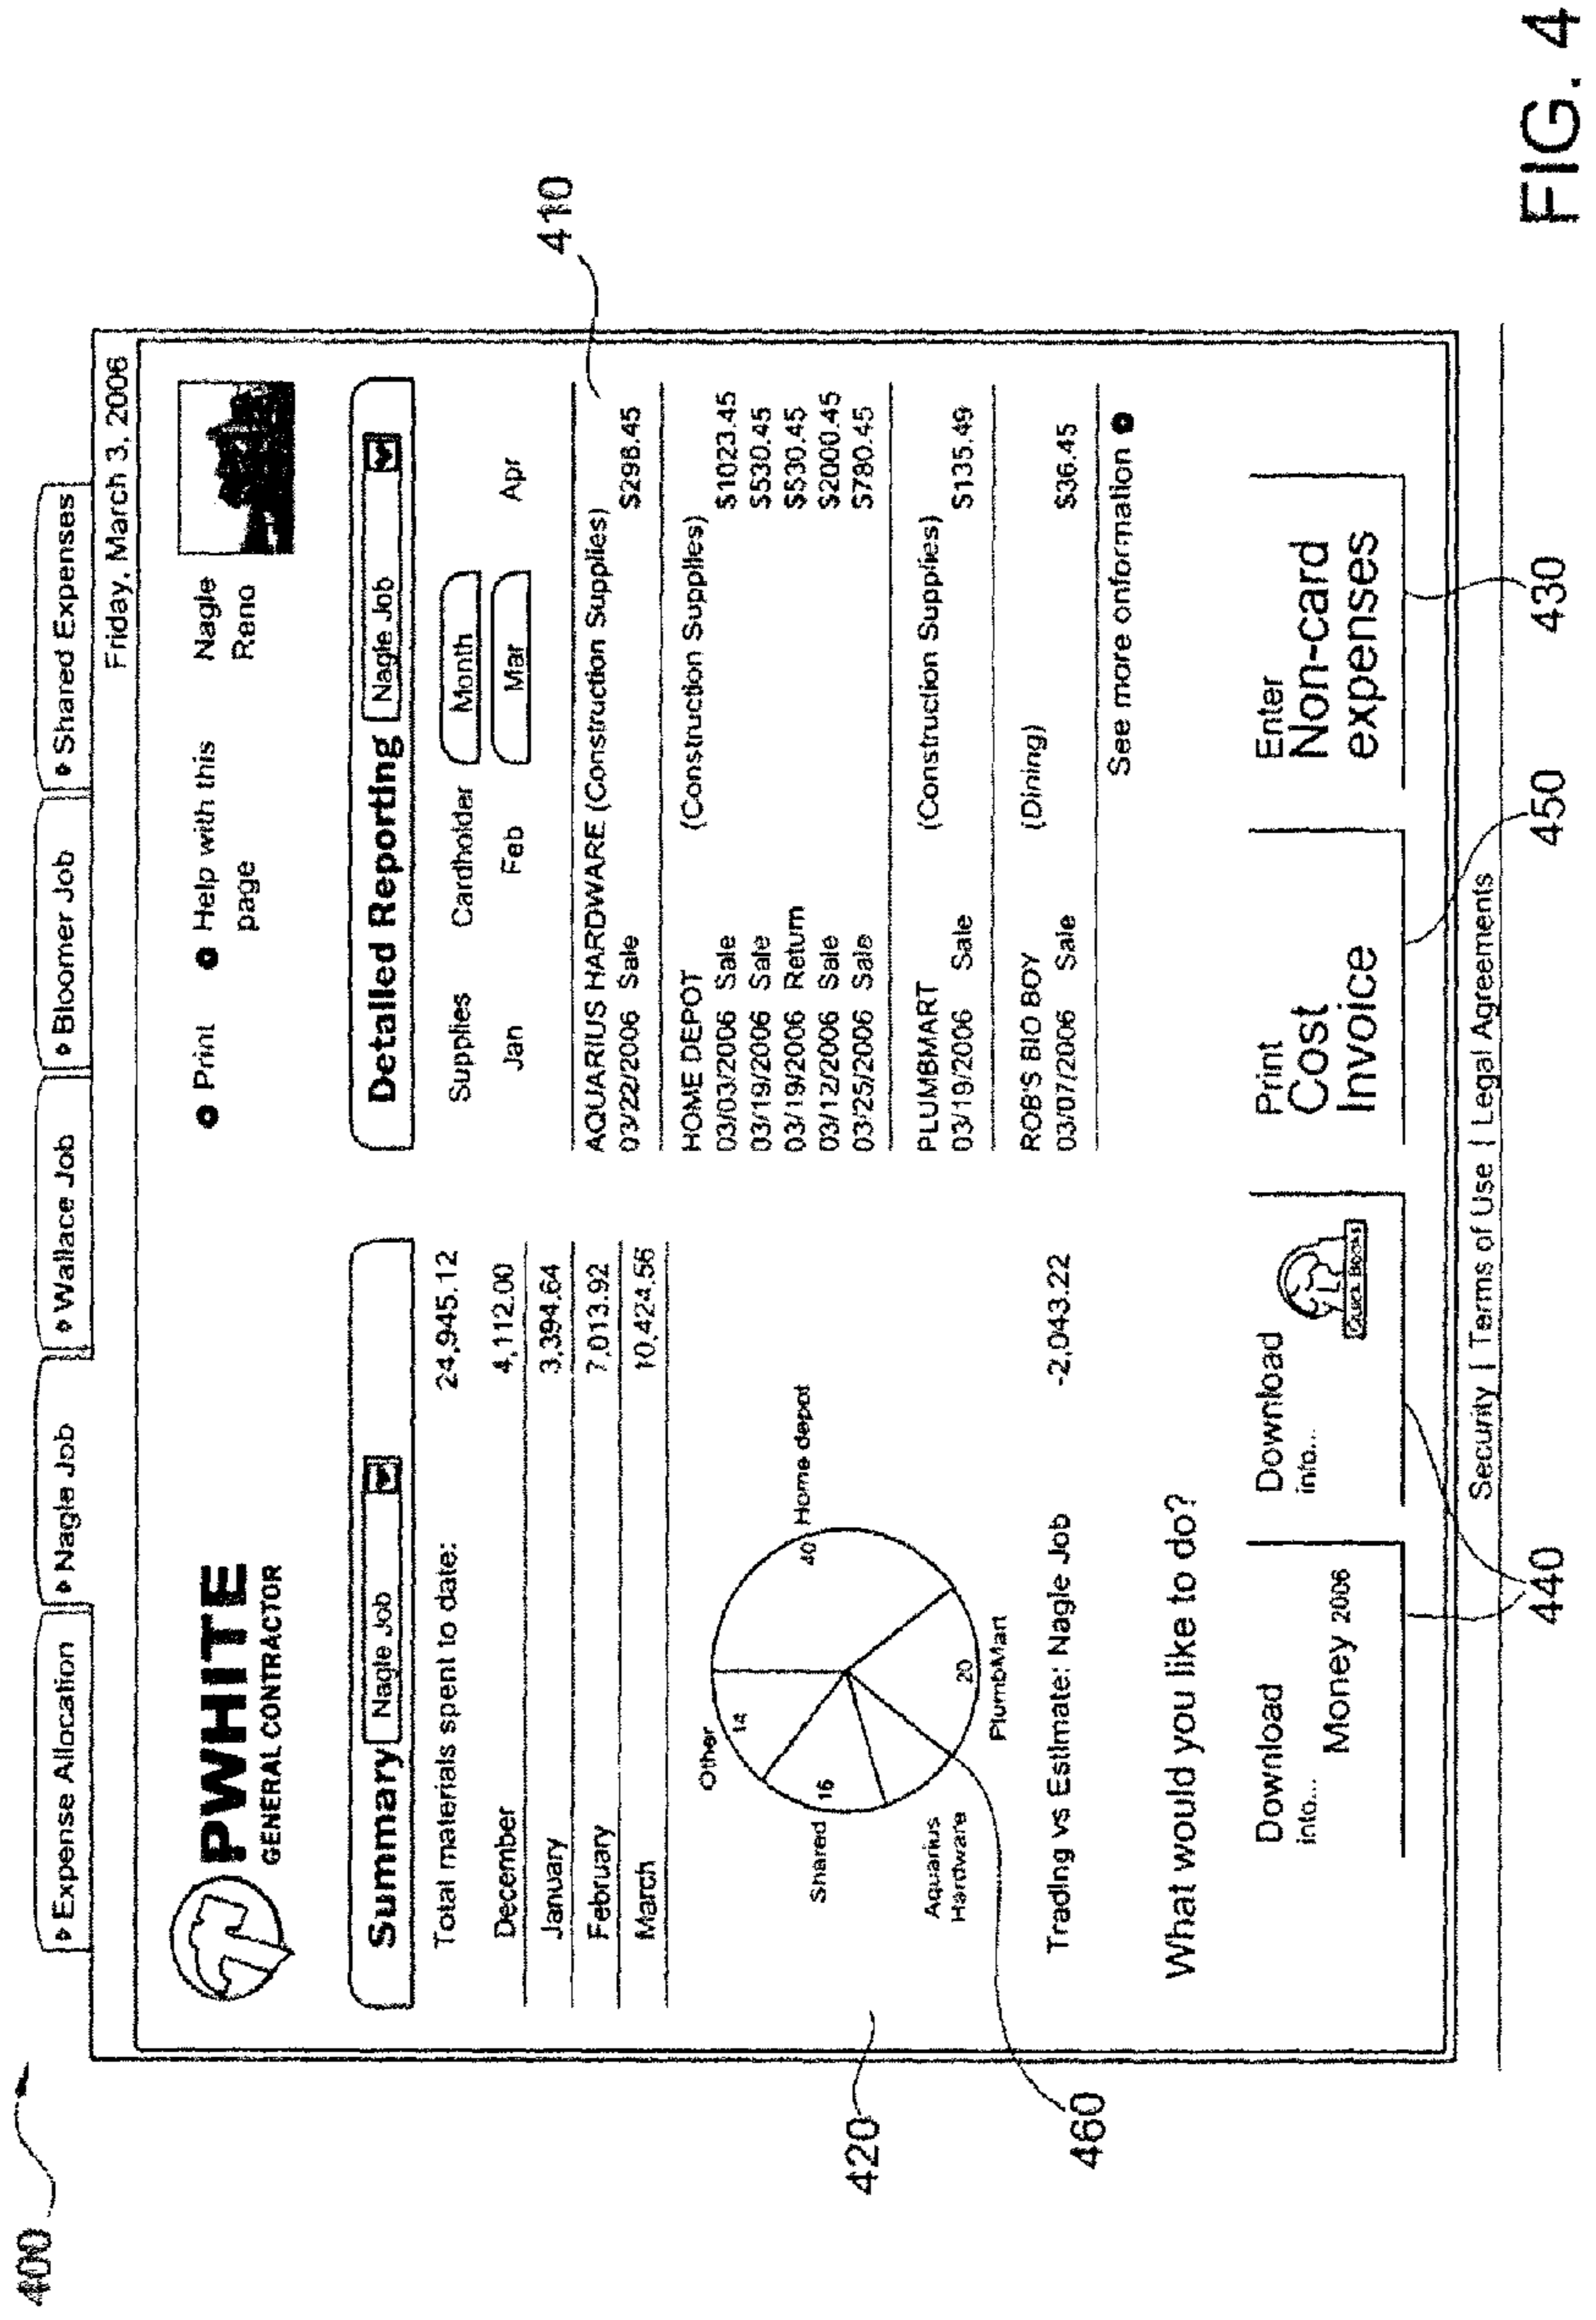 400
Expense Allocation
Nagle Job
Wallace Job
Bloomer Job
Shared Expenses
Friday, March 3, 2006
PWHITE
GENERAL CONTRACTOR
Print
Help with this
page
Nagle
Reno
Summary Nagle Job
Total materials spent to date: 24,945.12
December 4,112.00
January 3,394.64
February 7,013.92
March 10,424.56
Other
14
40
Home depot
Shared
16
20
PlumbMart
Aquarius
Hardware
Trading vs Estimate: Nagle Job -2,043.22
420
460
Detailed Reporting Nagle Job
Supplies Cardholder Month
Jan Feb Mar Apr
410
AQUARIUS HARDWARE (Construction Supplies)
03/22/2006 Sale $298.45
HOME DEPOT (Construction Supplies)
03/03/2006 Sale $1023.45
03/19/2006 Sale $530.45
03/19/2006 Return $530.45
03/12/2006 Sale $2000.45
03/25/2006 Sale $780.45
PLUMBMART (Construction Supplies)
03/19/2006 Sale $135.49
ROB'S BIO BOY (Dining)
03/07/2006 Sale $36.45
See more onformation
What would you like to do?
Download
into...
Money 2006
Download
info...
Quick Books
Print
Cost
Invoice
Enter
Non-card
expenses
Security | Terms of Use | Legal Agreements
440
450
430
FIG. 4